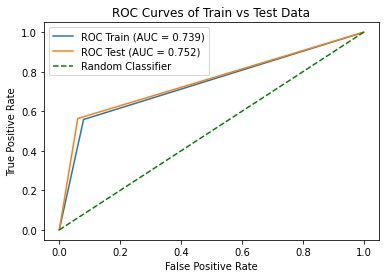 ROC Curves of Train vs Test Data
1.0
0.8
0.6
0.4
0.2
0.0
True Positive Rate
ROC Train (AUC = 0.739)
ROC Test (AUC = 0.752)
Random Classifier
0.0 0.2 0.4 0.6 0.8 1.0
False Positive Rate